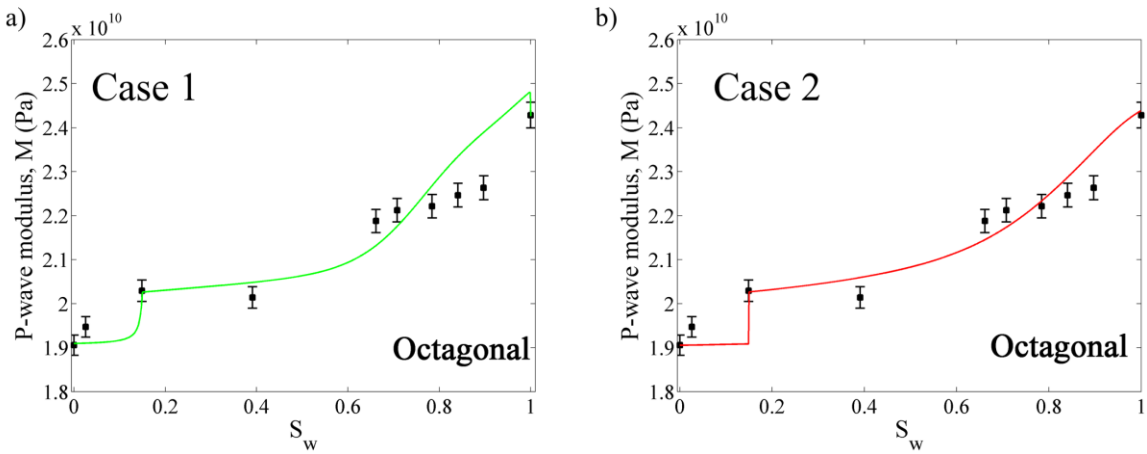 a)
x 10^10
2.6
2.5
2.4
2.3
2.2
2.1
2
1.9
1.8
P-wave modulus, M (Pa)
Case 1
Octagonal
0
0.2
0.4
0.6
0.8
1
S_w
b)
x 10^10
2.6
2.5
2.4
2.3
2.2
2.1
2
1.9
1.8
P-wave modulus, M (Pa)
Case 2
Octagonal
0
0.2
0.4
0.6
0.8
1
S_w